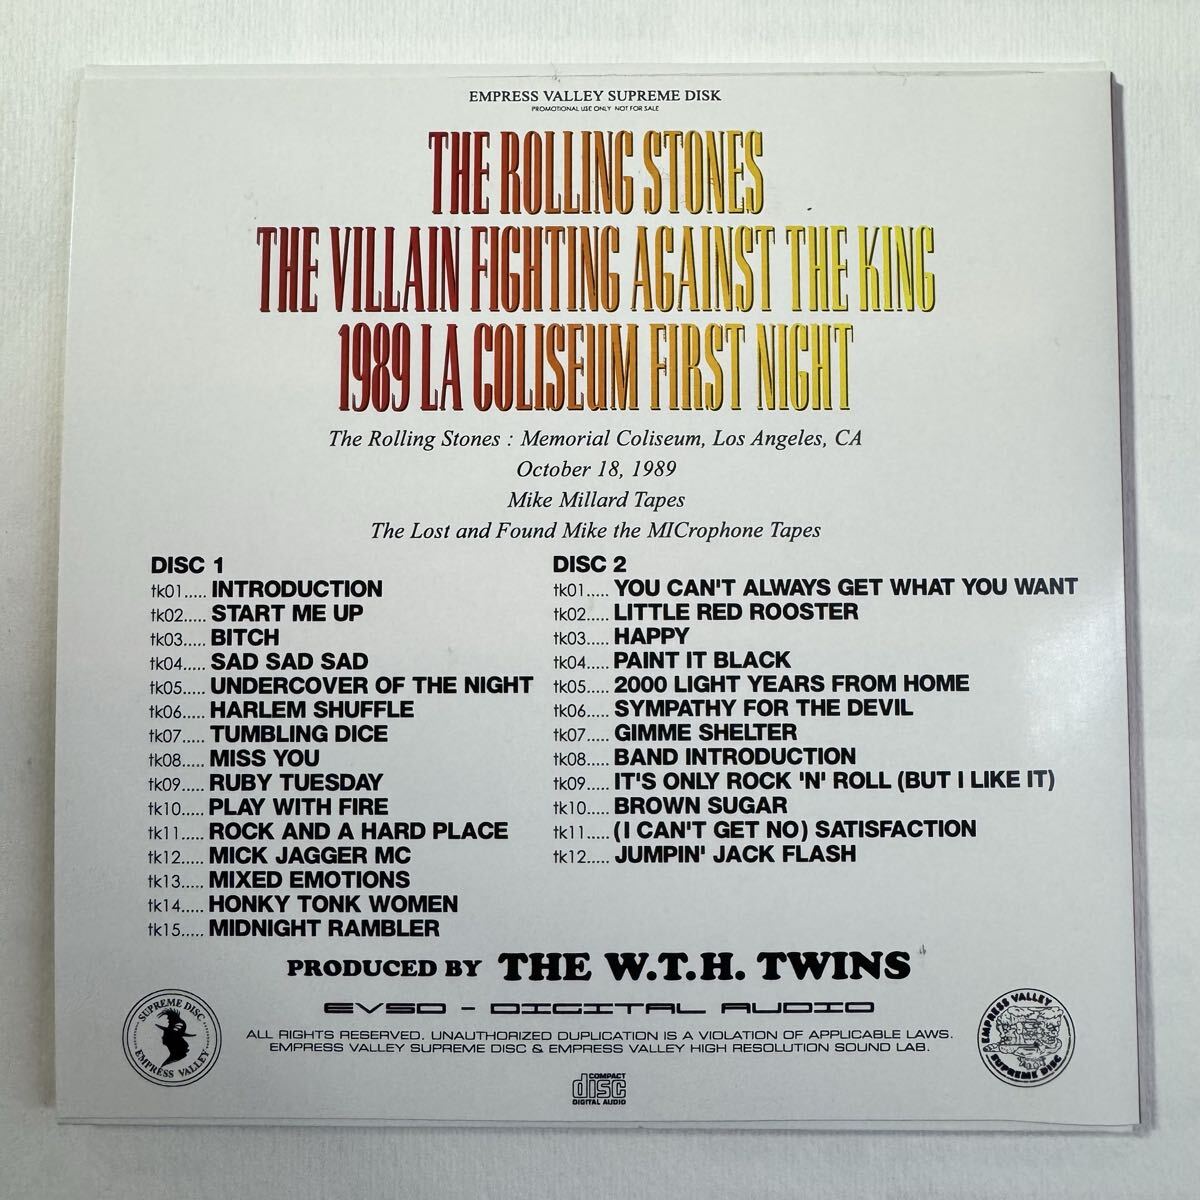 EMPRESS VALLEY SUPREME DISK
PROMOTIONAL USE ONLY NOT FOR SALE
THE ROLLING STONES
THE VILLAIN FIGHTING AGAINST THE KING
1989 LA COLISEUM FIRST NIGHT
The Rolling Stones : Memorial Coliseum, Los Angeles, CA
October 18, 1989
Mike Millard Tapes
The Lost and Found Mike the MICrophone Tapes
DISC 1
tk01..... INTRODUCTION
tk02..... START ME UP
tk03..... BITCH
tk04..... SAD SAD SAD
tk05..... UNDERCOVER OF THE NIGHT
tk06..... HARLEM SHUFFLE
tk07..... TUMBLING DICE
tk08..... MISS YOU
tk09..... RUBY TUESDAY
tk10..... PLAY WITH FIRE
tk11..... ROCK AND A HARD PLACE
tk12..... MICK JAGGER MC
tk13..... MIXED EMOTIONS
tk14..... HONKY TONK WOMEN
tk15..... MIDNIGHT RAMBLER
DISC 2
tk01..... YOU CAN'T ALWAYS GET WHAT YOU WANT
tk02..... LITTLE RED ROOSTER
tk03..... HAPPY
tk04..... PAINT IT BLACK
tk05..... 2000 LIGHT YEARS FROM HOME
tk06..... SYMPATHY FOR THE DEVIL
tk07..... GIMME SHELTER
tk08..... BAND INTRODUCTION
tk09..... IT'S ONLY ROCK 'N' ROLL (BUT I LIKE IT)
tk10..... BROWN SUGAR
tk11..... (I CAN'T GET NO) SATISFACTION
tk12..... JUMPIN' JACK FLASH
PRODUCED BY THE W.T.H. TWINS
EVSD - DIGITAL AUDIO
ALL RIGHTS RESERVED. UNAUTHORIZED DUPLICATION IS A VIOLATION OF APPLICABLE LAWS.
EMPRESS VALLEY SUPREME DISC & EMPRESS VALLEY HIGH RESOLUTION SOUND LAB.
SUPREME DISC
EMPRESS VALLEY
EMPRESS VALLEY
SUPREME DISC
COMPACT
disc
DIGITAL AUDIO